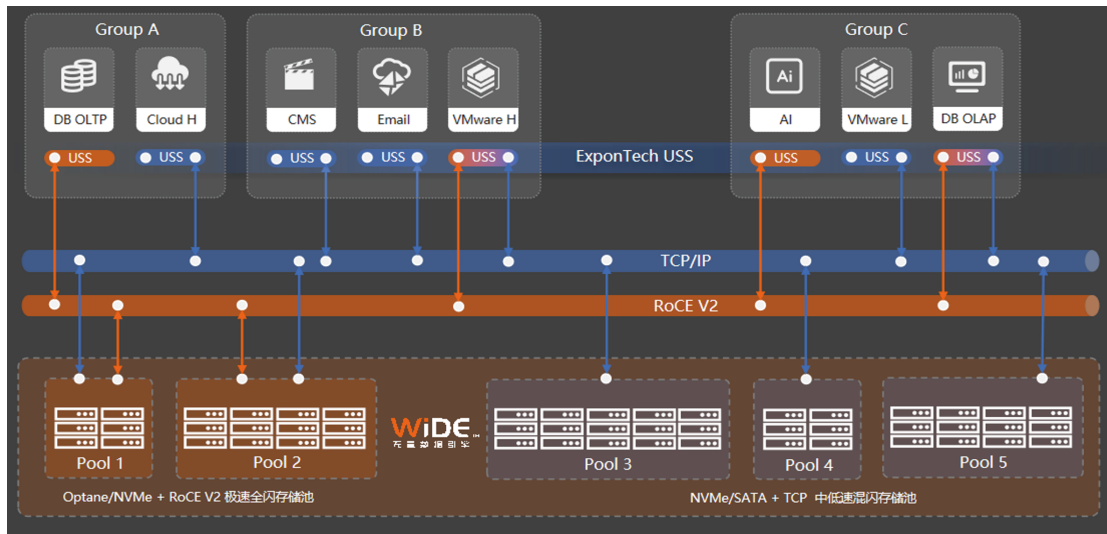 Group A
Group B
Group C
DB OLTP
Cloud H
CMS
Email
VMware H
Ai
AI
VMware L
DB OLAP
USS
USS
USS
USS
USS
ExponTech USS
USS
USS
USS
TCP/IP
RoCE V2
WiDE
Pool 1
Pool 2
Pool 3
Pool 4
Pool 5
Optane/NVMe + RoCE V2 极速全闪存储池
NVMe/SATA + TCP 中低速混闪存储池